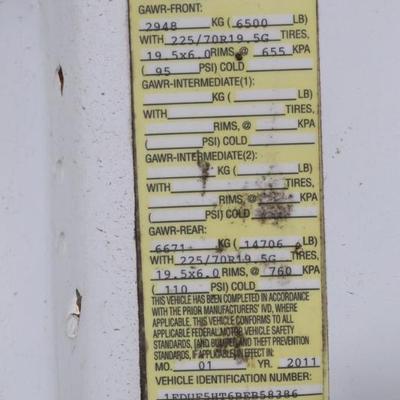 GAWR-FRONT:
2948 KG ( 6500 LB)
WITH 225/70R19.5G TIRES,
19.5x6.0 RIMS, @ 655 KPA
( 95 PSI) COLD
GAWR-INTERMEDIATE(1):
KG ( LB)
WITH TIRES,
RIMS, @ KPA
( PSI) COLD
GAWR-INTERMEDIATE(2):
KG ( LB)
WITH TIRES,
RIMS, @ KPA
( PSI) COLD
GAWR-REAR:
6671 KG ( 14706 LB)
WITH 225/70R19.5G TIRES,
19.5x6.0 RIMS, @ 760 KPA
( 110 PSI) COLD
THIS VEHICLE HAS BEEN COMPLETED IN ACCORDANCE
WITH THE PRIOR MANUFACTURERS' IVD, WHERE
APPLICABLE. THIS VEHICLE CONFORMS TO ALL
APPLICABLE FEDERAL MOTOR VEHICLE SAFETY
STANDARDS, (AND BUMPER AND THEFT PREVENTION
STANDARDS, IF APPLICABLE) IN EFFECT IN:
MO. 01 YR. 2011
VEHICLE IDENTIFICATION NUMBER: